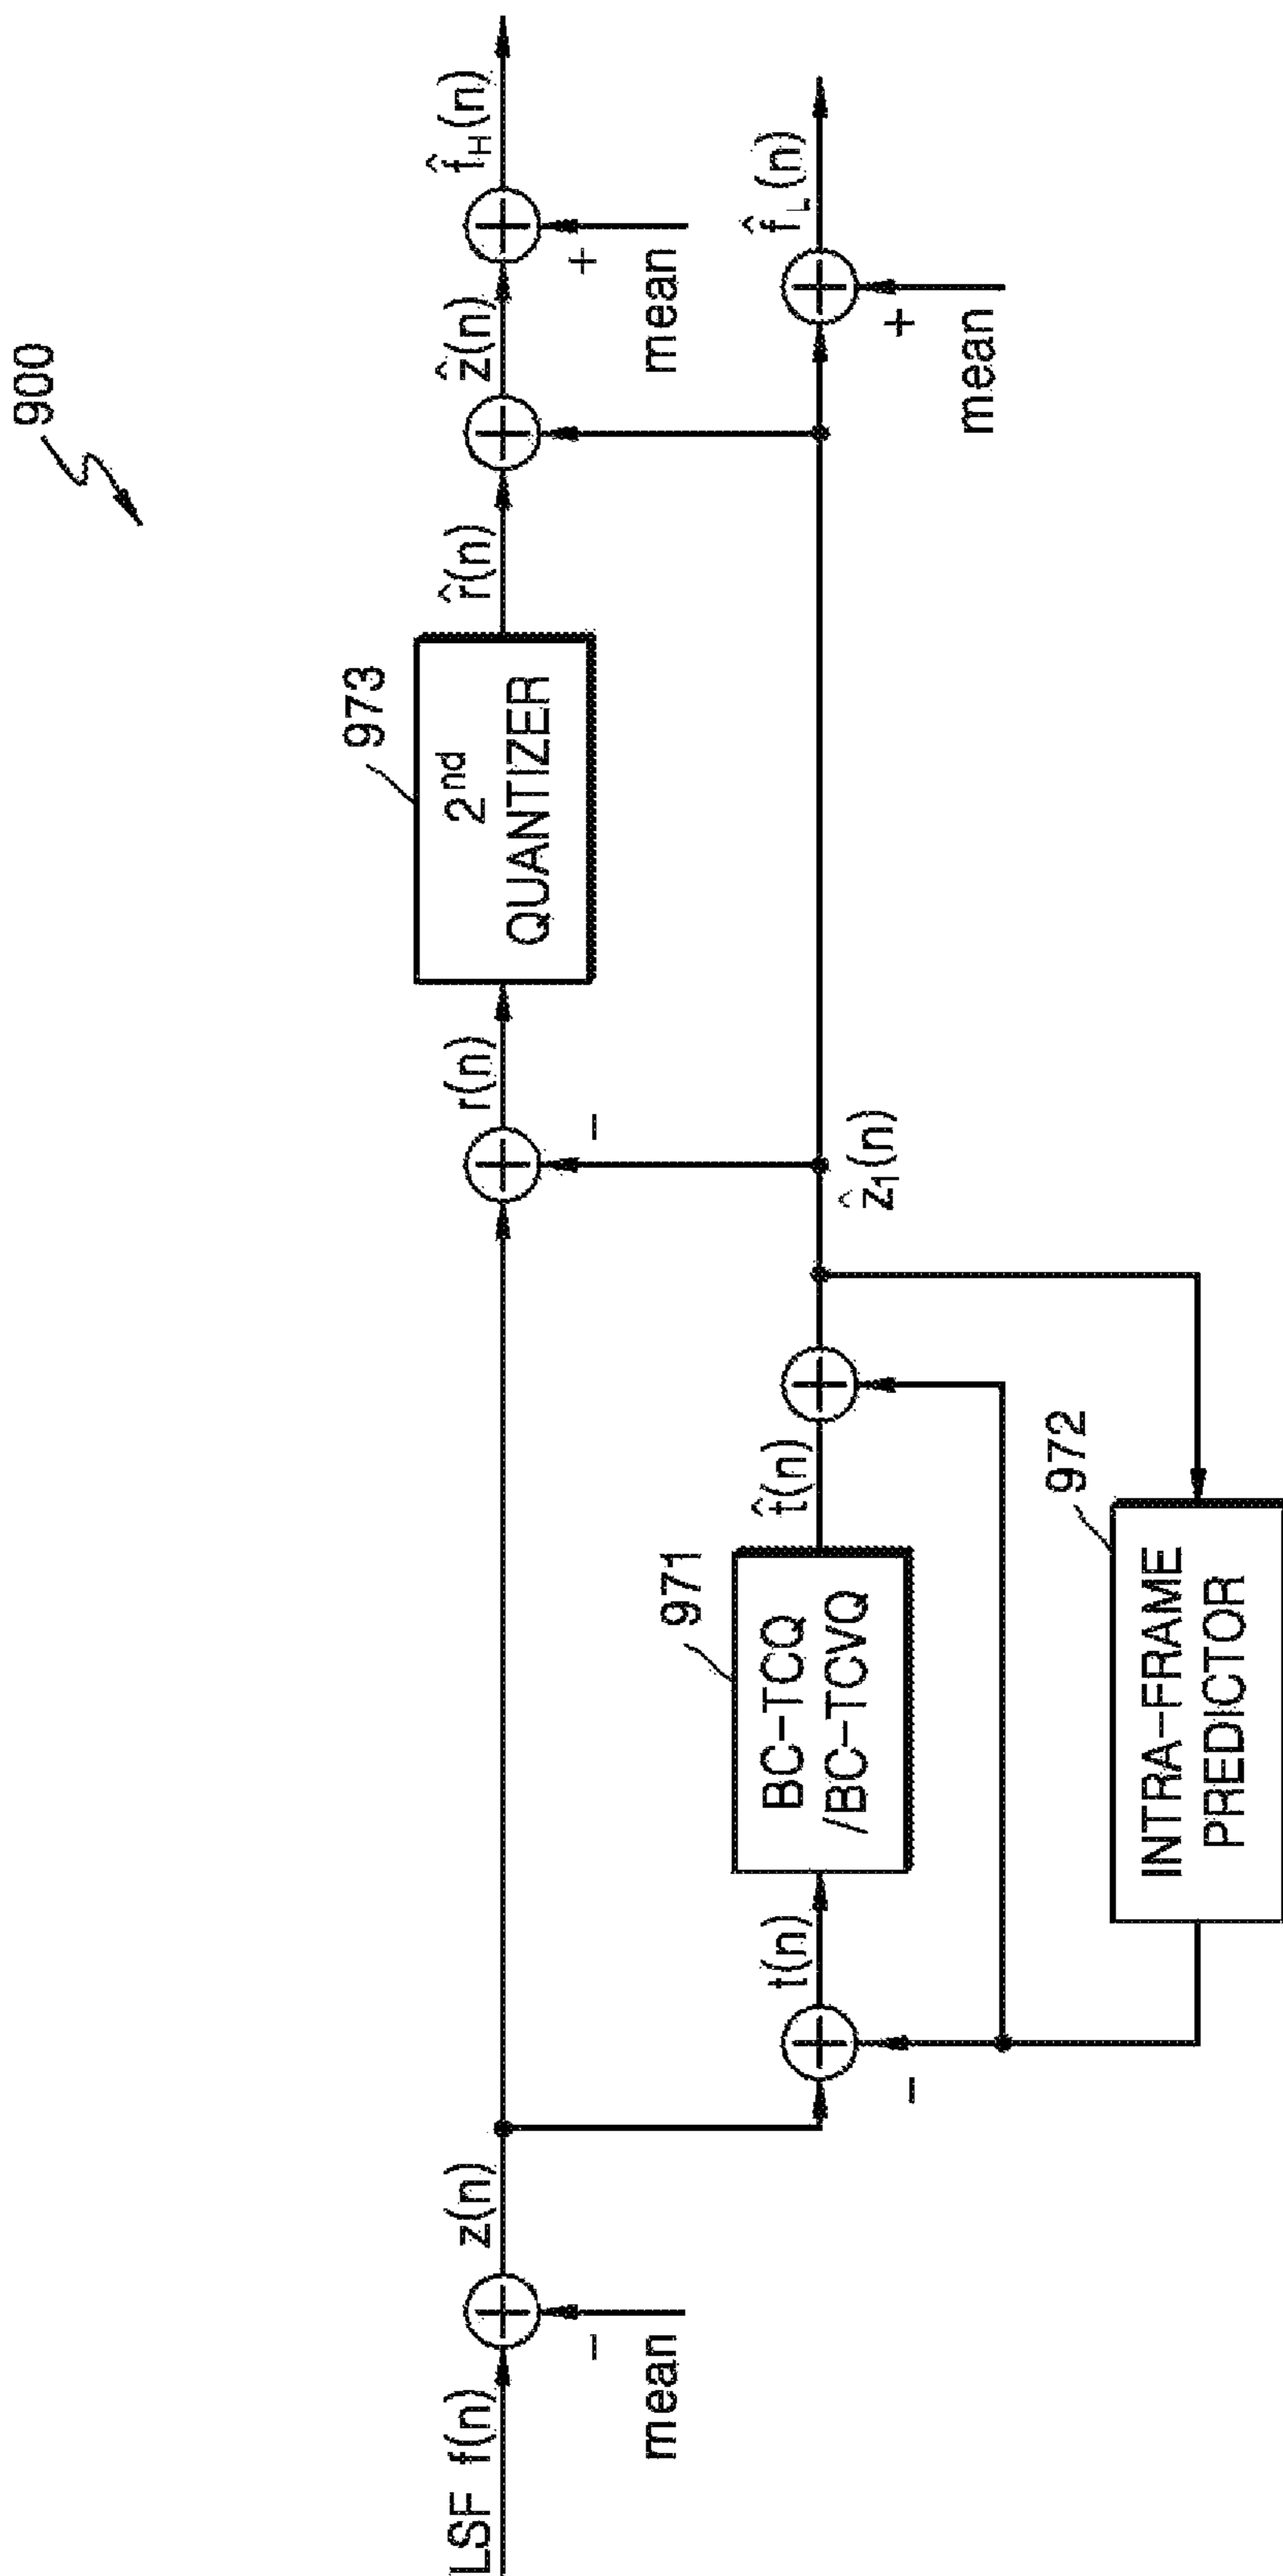 900
LSF f(n)
mean
-
z(n)
t(n)
-
971
BC-TCQ
/BC-TCVQ
t̂(n)
972
INTRA-FRAME
PREDICTOR
ẑ₁(n)
-
r(n)
973
2nd
QUANTIZER
r̂(n)
ẑ(n)
+
mean
f̂H(n)
+
mean
f̂L(n)